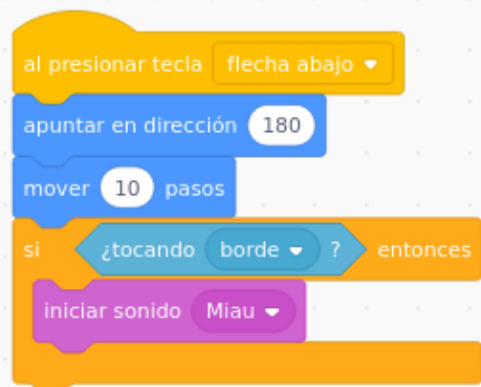 al presionar tecla flecha abajo
apuntar en dirección 180
mover 10 pasos
si ¿tocando borde ? entonces
iniciar sonido Miau